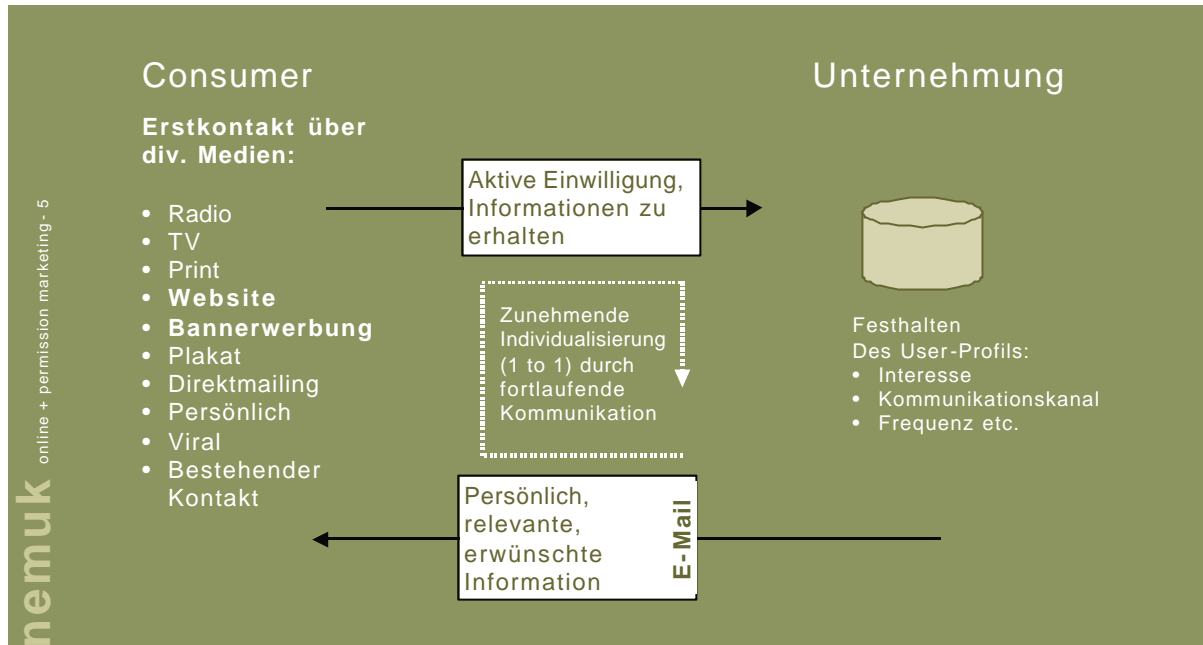 Consumer
Erstkontakt über
div. Medien:
• Radio
• TV
• Print
• Website
• Bannerwerbung
• Plakat
• Direktmailing
• Persönlich
• Viral
• Bestehender
Kontakt
Aktive Einwilligung,
Informationen zu
erhalten
Zunehmende
Individualisierung
(1 to 1) durch
fortlaufende
Kommunikation
Persönlich,
relevante,
erwünschte
Information
E-Mail
Unternehmung
Festhalten
Des User-Profils:
• Interesse
• Kommunikationskanal
• Frequenz etc.
nemuk online + permission marketing - 5